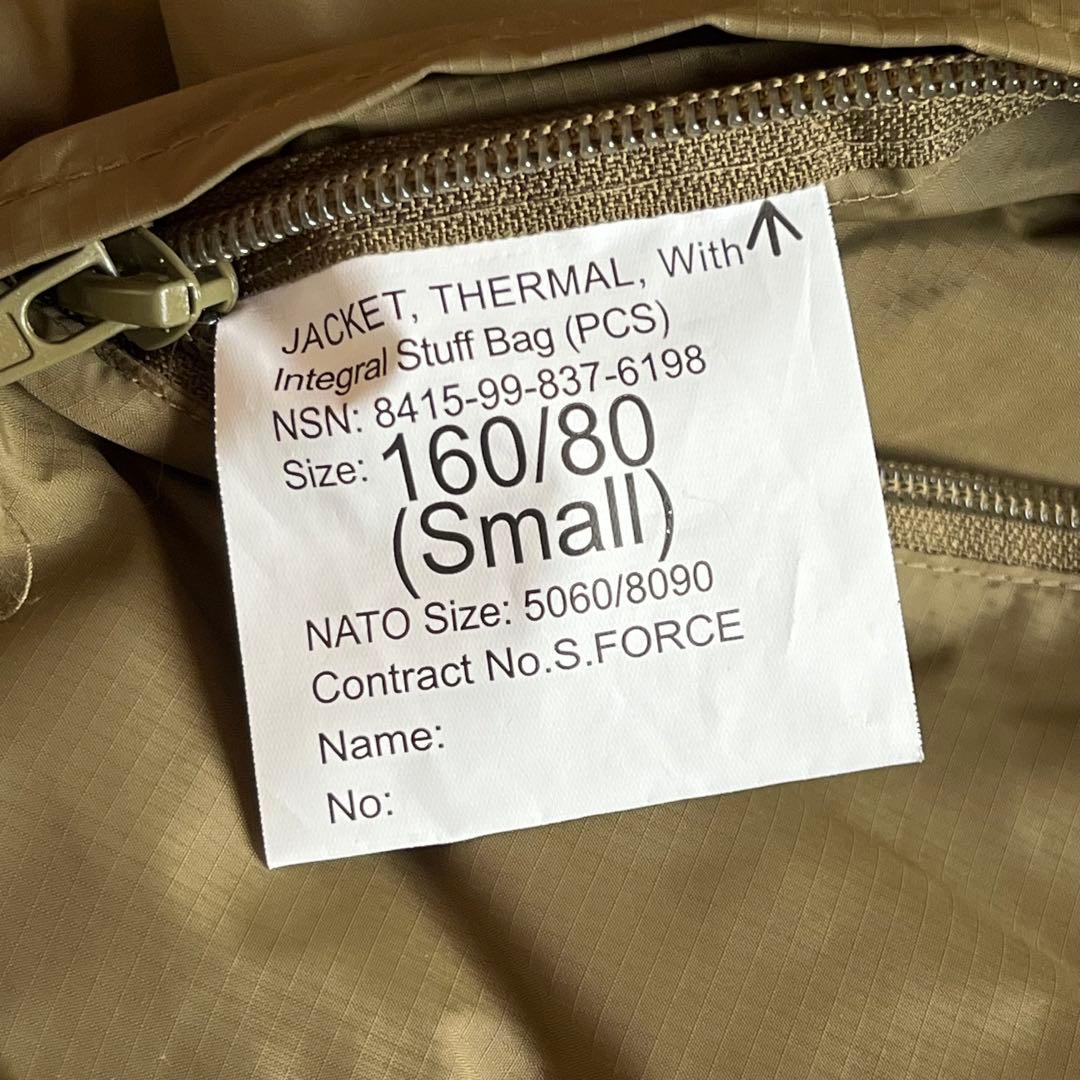 JACKET, THERMAL, With
Integral Stuff Bag (PCS)
NSN: 8415-99-837-6198
Size: 160/80
(Small)
NATO Size: 5060/8090
Contract No.S.FORCE
Name:
No: